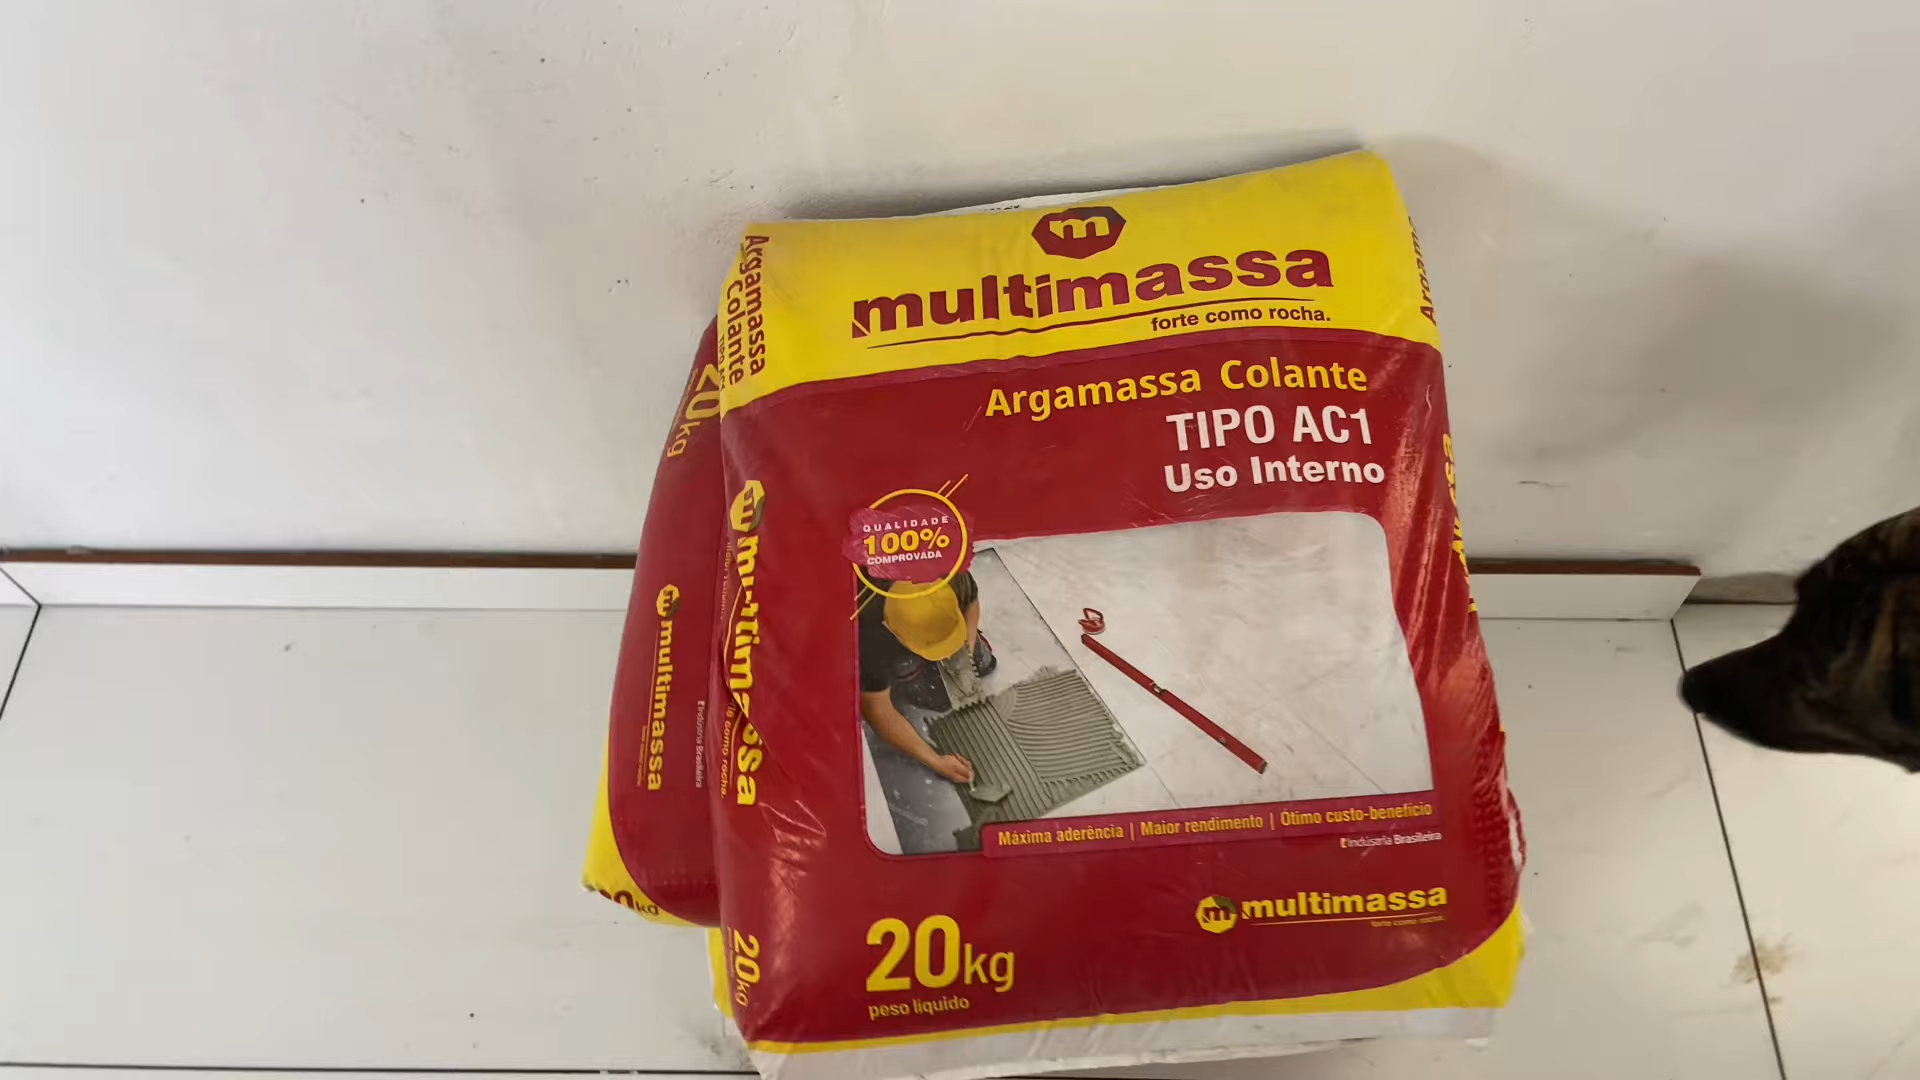 multimassa
forte como rocha.
Argamassa Colante
TIPO AC1
Uso Interno
QUALIDADE
100%
COMPROVADA
Máxima aderência | Maior rendimento | Ótimo custo-benefício
Indústria Brasileira
multimassa
forte como rocha.
20kg
peso líquido
Argamassa
Colante
multimassa
forte como rocha.
20kg
20kg
multimassa
Indústria Brasileira